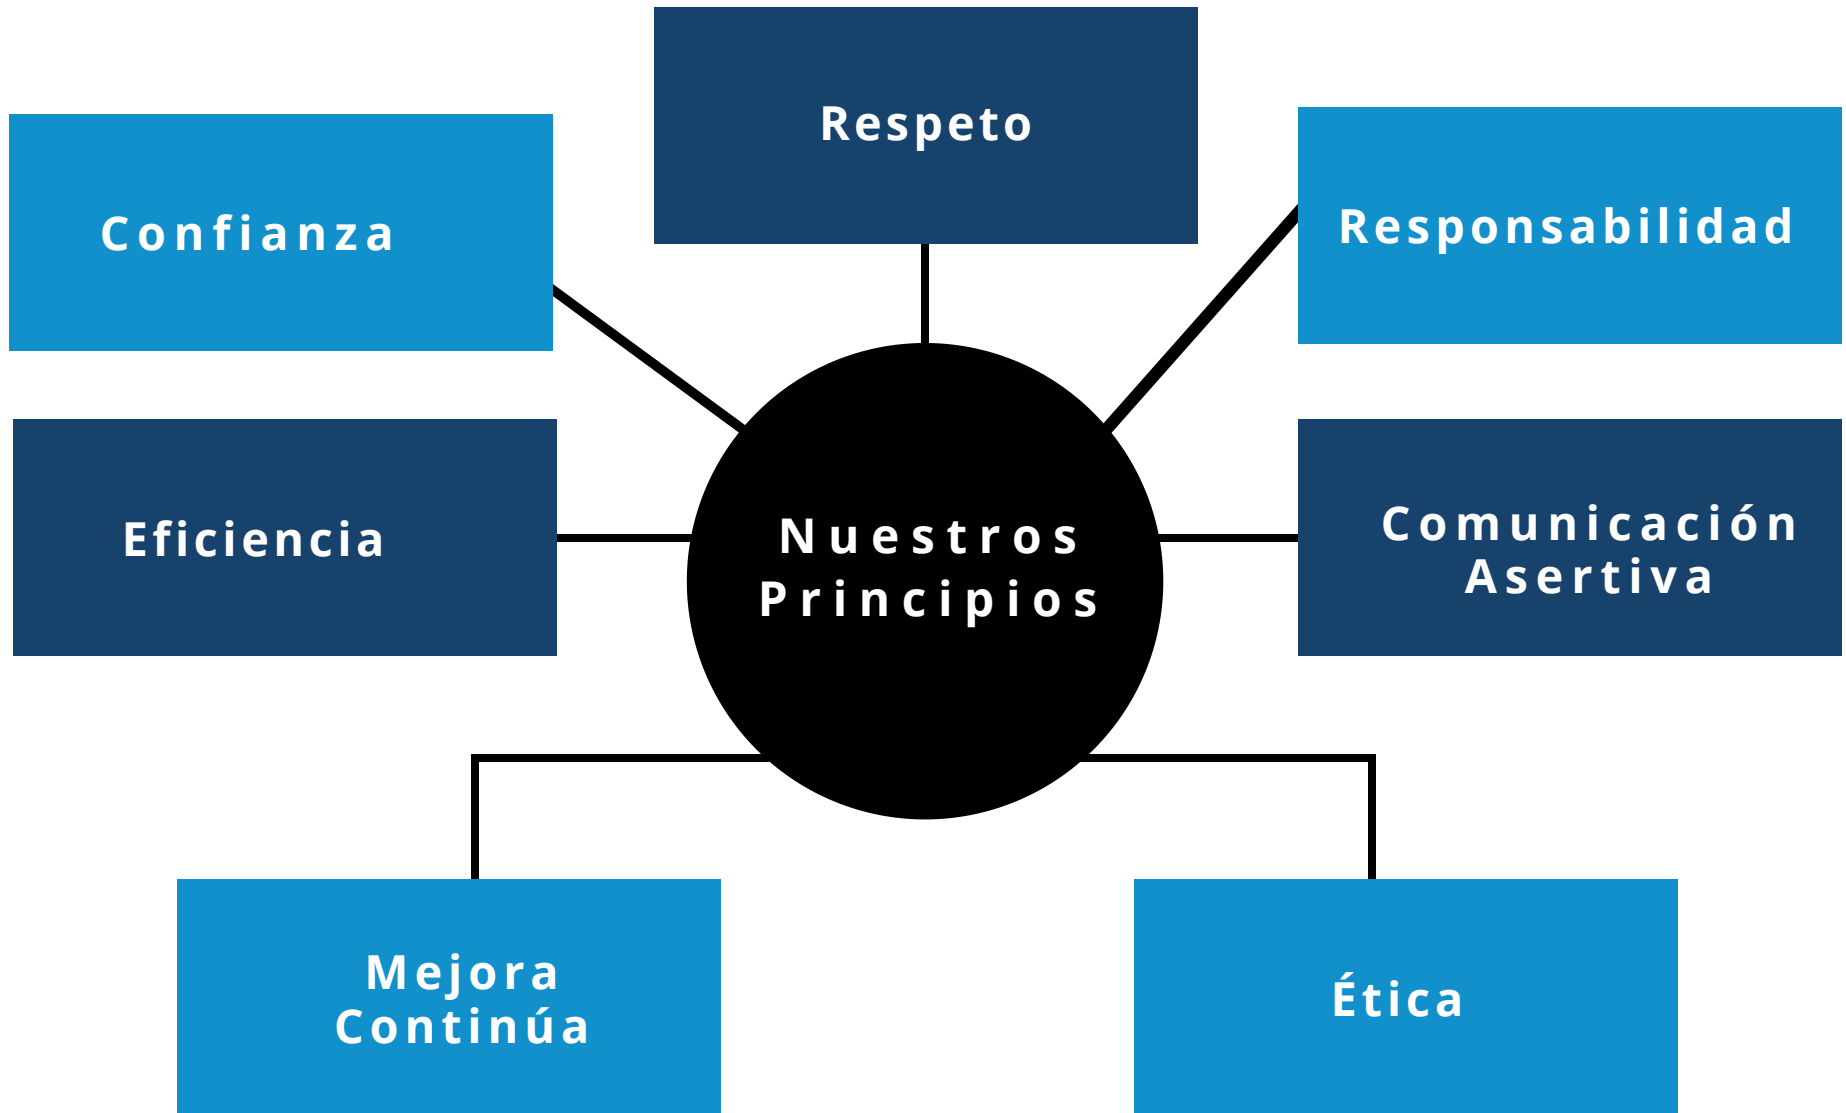 Respeto
Confianza
Responsabilidad
Eficiencia
Nuestros
Principios
Comunicación
Asertiva
Mejora
Continúa
Ética